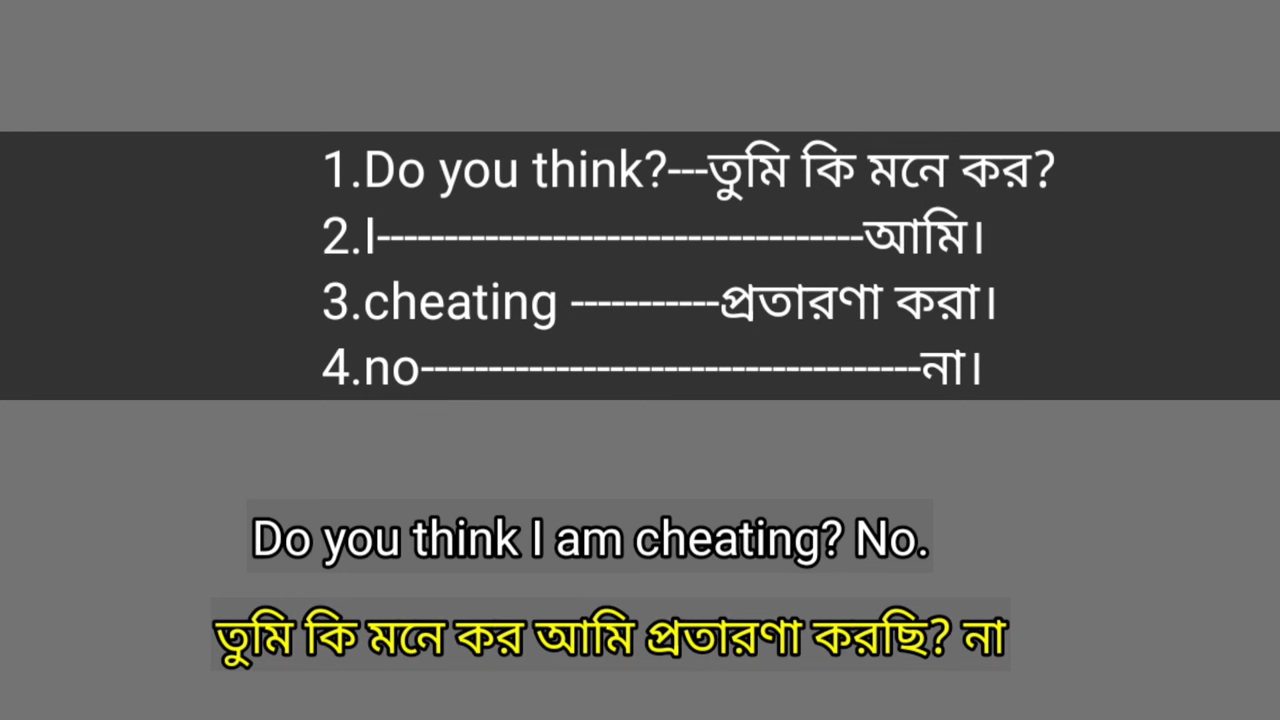 1.Do you think?---তুমি কি মনে কর?
2.I------------------------------------আমি।
3.cheating -----------প্রতারণা করা।
4.no-------------------------------------না।
Do you think I am cheating? No.
তুমি কি মনে কর আমি প্রতারণা করছি? না